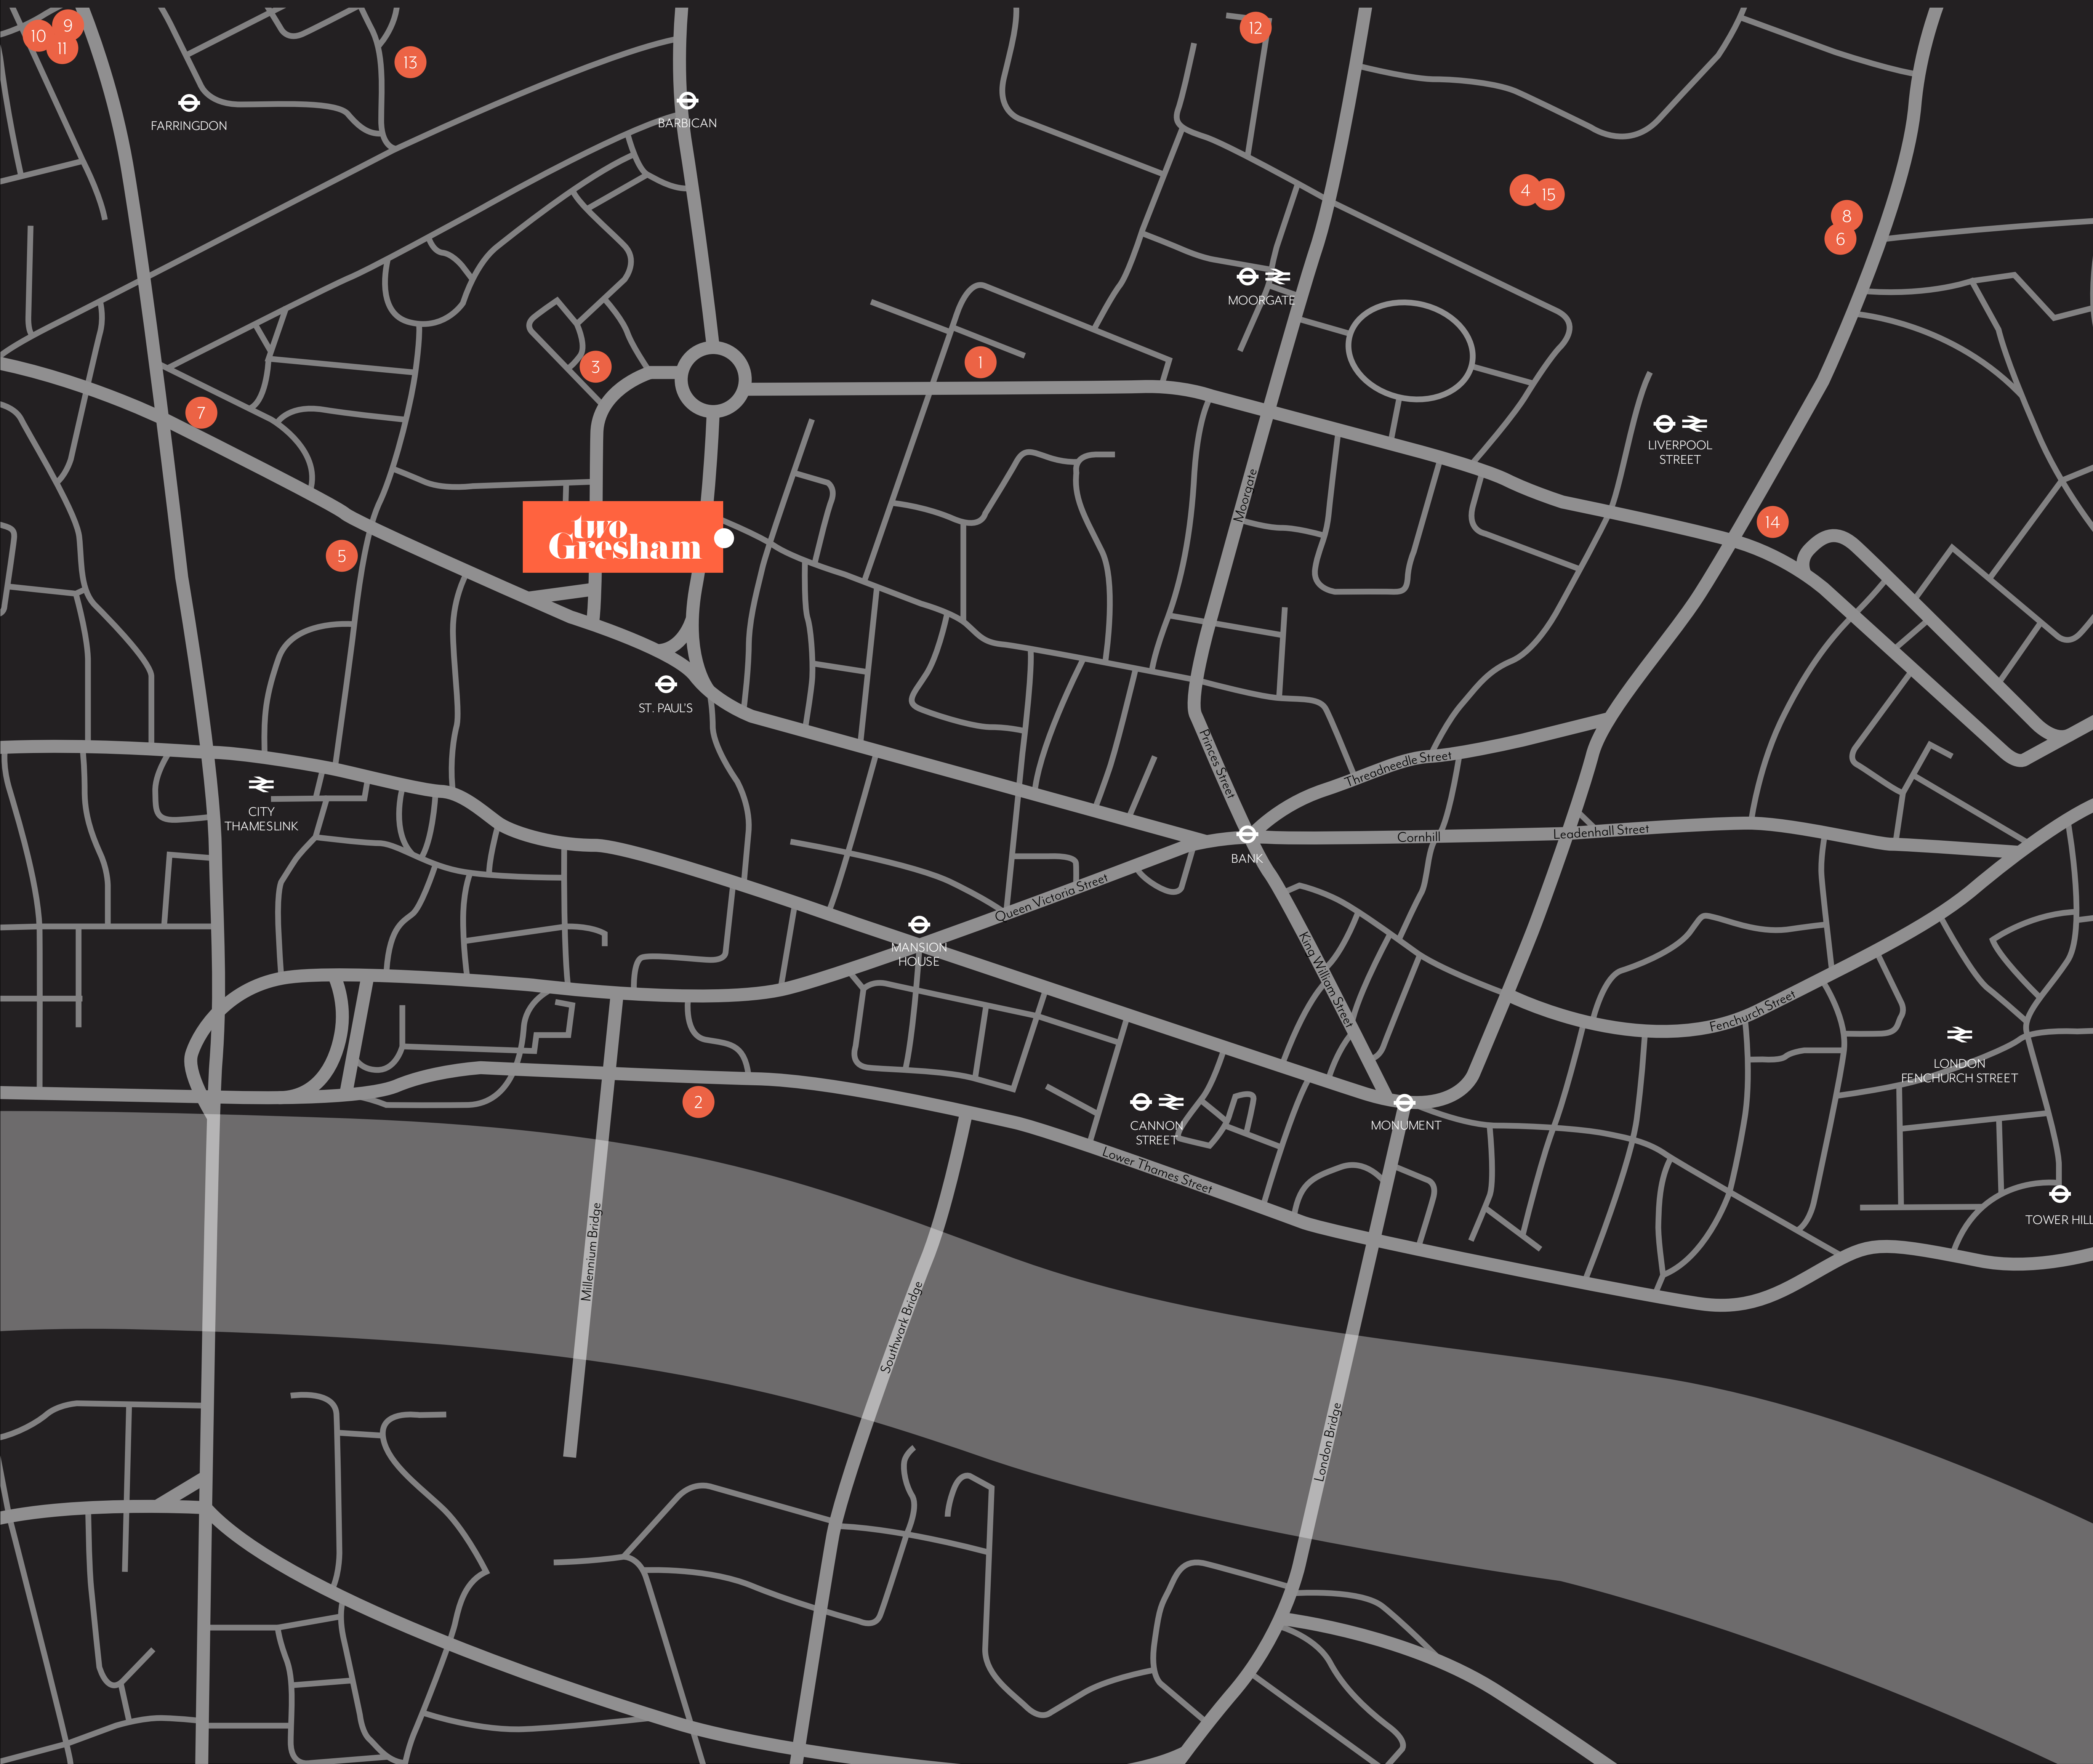 9
10
11
12
13
FARRINGDON
BARBICAN
4
15
8
6
MOORGATE
1
3
7
LIVERPOOL
STREET
Moorgate
two
Gresham
14
5
ST. PAUL'S
Princes Street
Threadneedle Street
CITY
THAMESLINK
Cornhill
Leadenhall Street
BANK
Queen Victoria Street
MANSION
HOUSE
King William Street
Fenchurch Street
LONDON
FENCHURCH STREET
2
CANNON
STREET
MONUMENT
Lower Thames Street
TOWER HILL
Millennium Bridge
Southwark Bridge
London Bridge